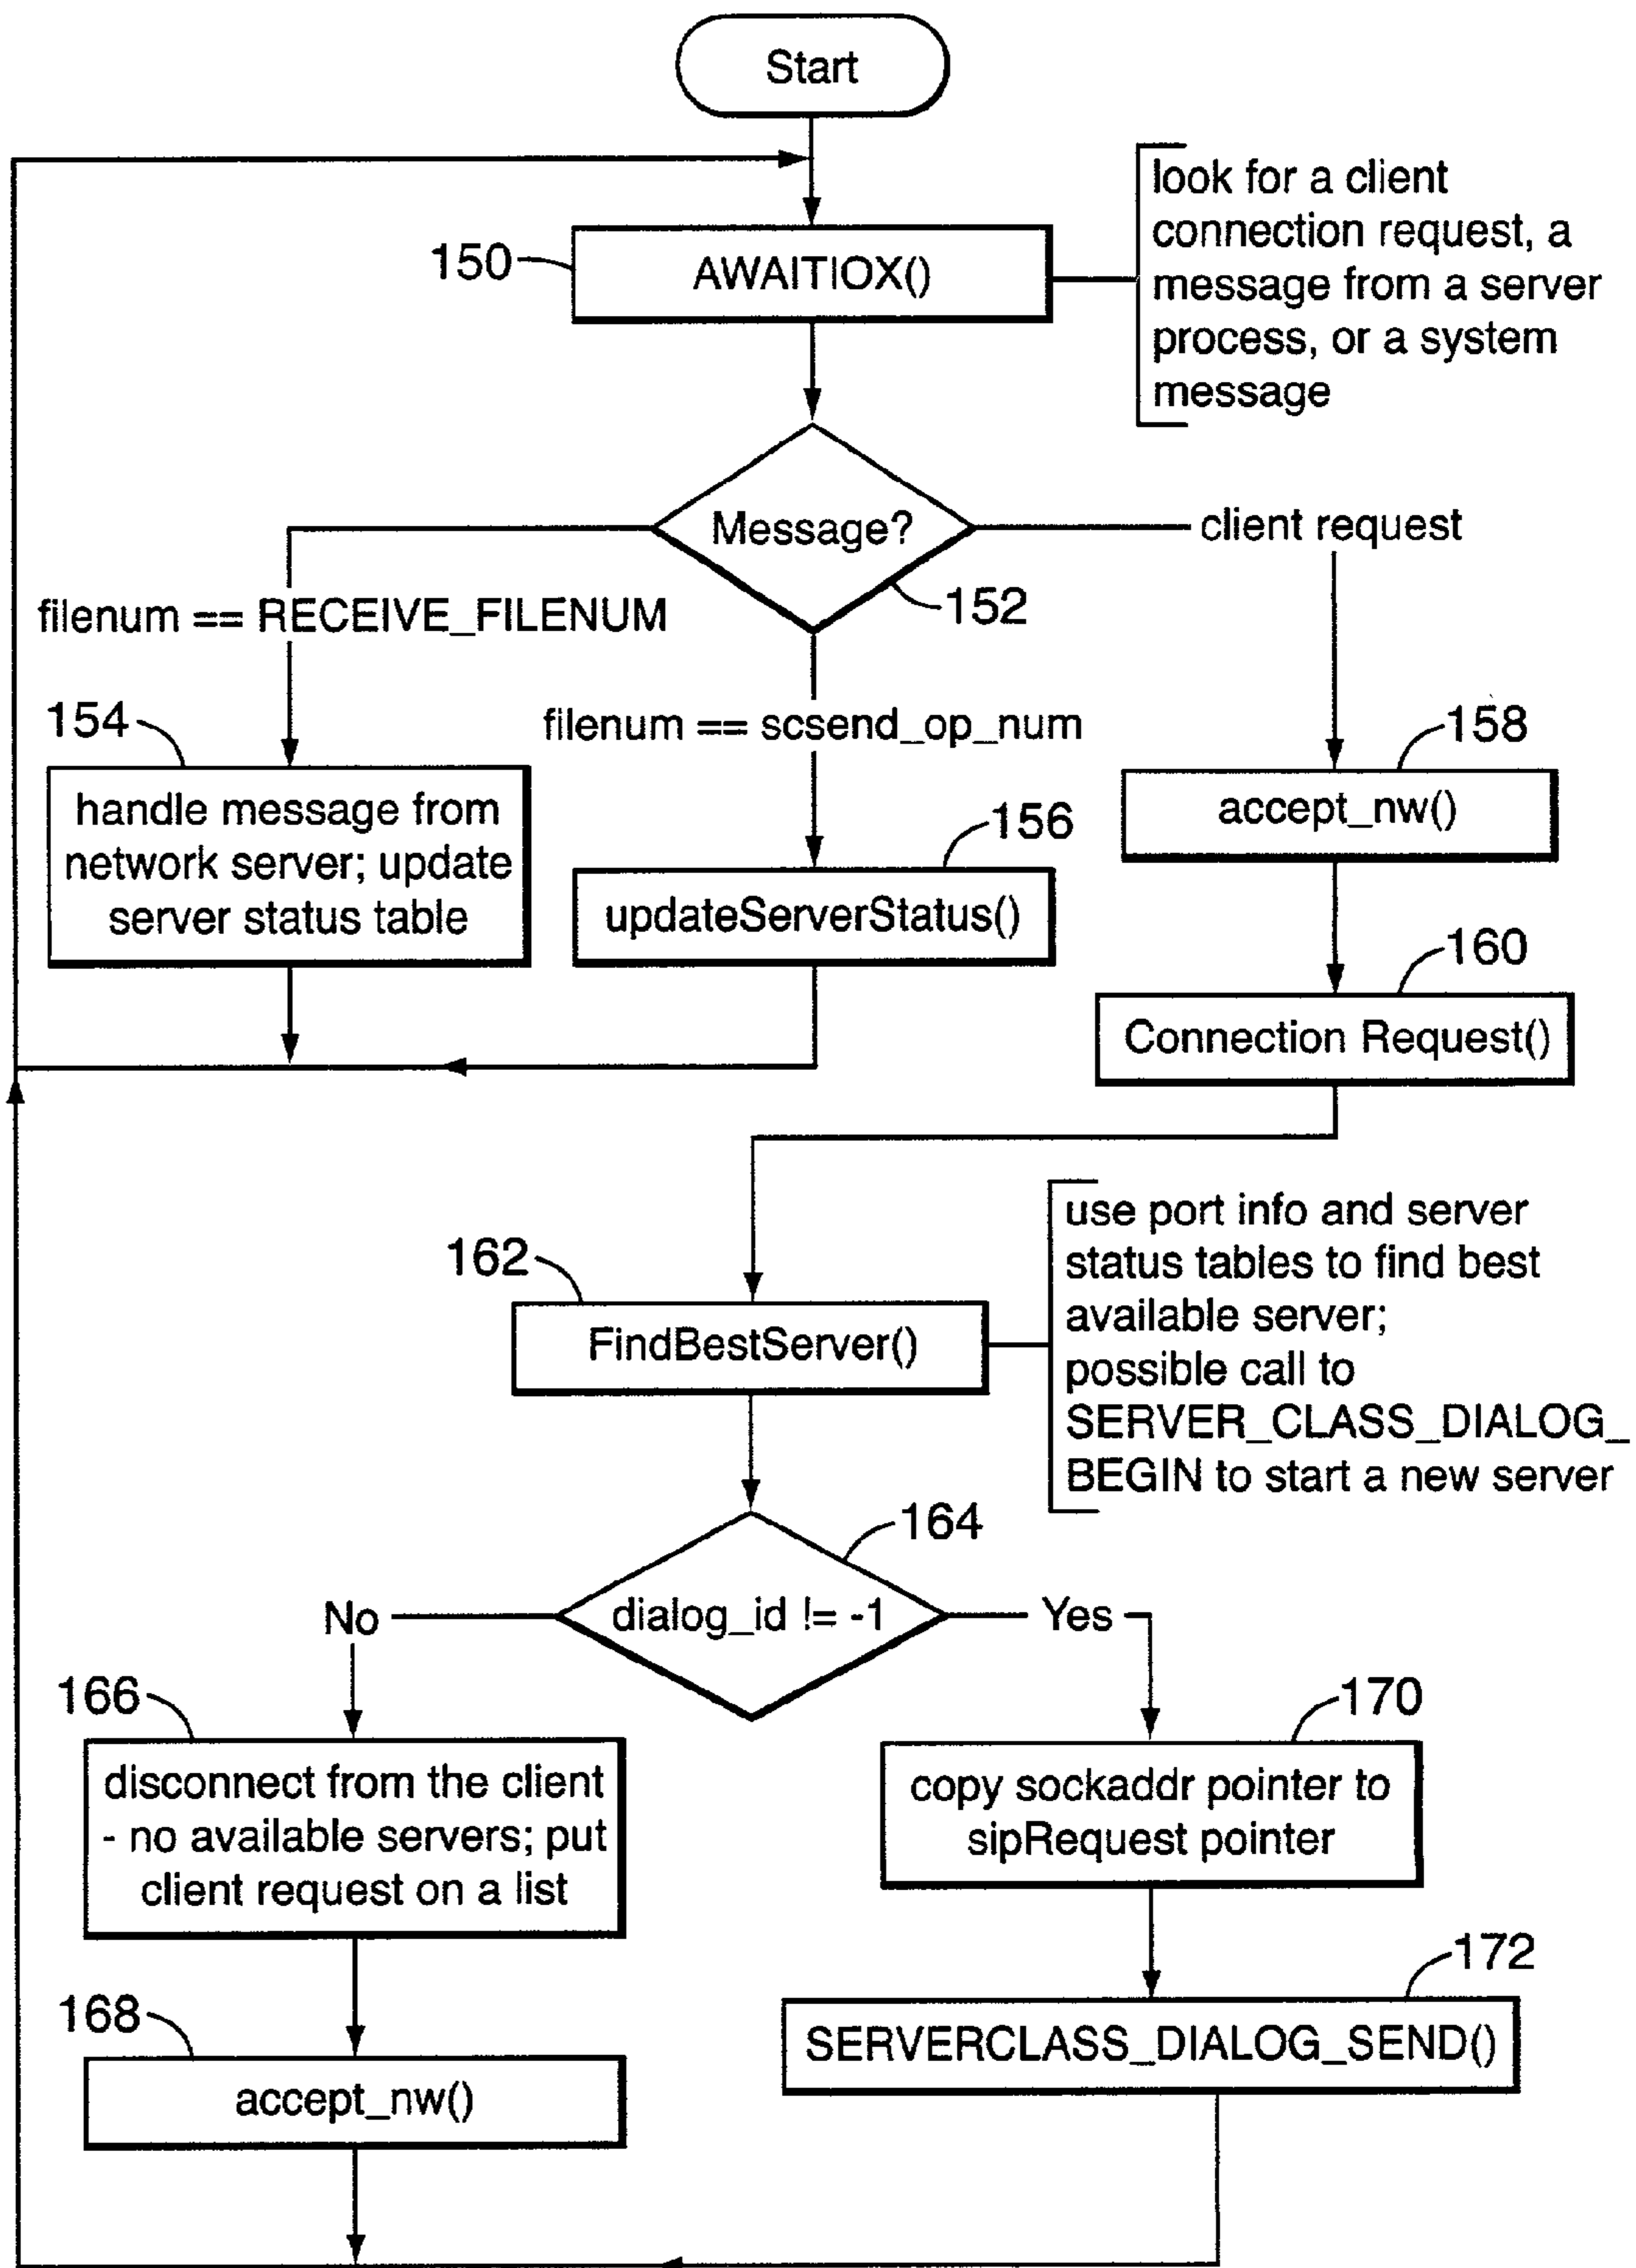 Start
look for a client
connection request, a
message from a server
process, or a system
message
150
AWAITIOX()
Message?
client request
152
filenum == RECEIVE_FILENUM
filenum == scsend_op_num
154
handle message from
network server; update
server status table
156
updateServerStatus()
158
accept_nw()
160
Connection Request()
162
FindBestServer()
use port info and server
status tables to find best
available server;
possible call to
SERVER_CLASS_DIALOG_
BEGIN to start a new server
164
dialog_id != -1
No
Yes
166
disconnect from the client
- no available servers; put
client request on a list
168
accept_nw()
170
copy sockaddr pointer to
sipRequest pointer
172
SERVERCLASS_DIALOG_SEND()